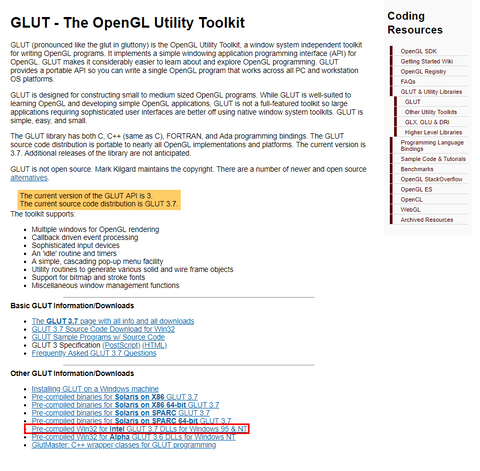 GLUT - The OpenGL Utility Toolkit
GLUT (pronounced like the glut in gluttony) is the OpenGL Utility Toolkit, a window system independent toolkit
for writing OpenGL programs. It implements a simple windowing application programming interface (API) for
OpenGL. GLUT makes it considerably easier to learn about and explore OpenGL programming. GLUT
provides a portable API so you can write a single OpenGL program that works across all PC and workstation
OS platforms.
GLUT is designed for constructing small to medium sized OpenGL programs. While GLUT is well-suited to
learning OpenGL and developing simple OpenGL applications, GLUT is not a full-featured toolkit so large
applications requiring sophisticated user interfaces are better off using native window system toolkits. GLUT is
simple, easy, and small.
The GLUT library has both C, C++ (same as C), FORTRAN, and Ada programming bindings. The GLUT
source code distribution is portable to nearly all OpenGL implementations and platforms. The current version is
3.7. Additional releases of the library are not anticipated.
GLUT is not open source. Mark Kilgard maintains the copyright. There are a number of newer and open source
alternatives.
The current version of the GLUT API is 3.
The current source code distribution is GLUT 3.7.
The toolkit supports:
• Multiple windows for OpenGL rendering
• Callback driven event processing
• Sophisticated input devices
• An 'idle' routine and timers
• A simple, cascading pop-up menu facility
• Utility routines to generate various solid and wire frame objects
• Support for bitmap and stroke fonts
• Miscellaneous window management functions
Basic GLUT Information/Downloads
• The GLUT 3.7 page with all info and all downloads
• GLUT 3.7 Source Code Download for Win32
• GLUT Sample Programs w/ Source Code
• GLUT 3 Specification (PostScript) (HTML)
• Frequently Asked GLUT 3.7 Questions
Other GLUT Information/Downloads
• Installing GLUT on a Windows machine
• Pre-compiled binaries for Solaris on X86 GLUT 3.7
• Pre-compiled binaries for Solaris on X86 64-bit GLUT 3.7
• Pre-compiled binaries for Solaris on SPARC GLUT 3.7
• Pre-compiled binaries for Solaris on SPARC 64-bit GLUT 3.7
• Pre-compiled Win32 for Intel GLUT 3.7 DLLs for Windows 95 & NT
• Pre-compiled Win32 for Alpha GLUT 3.6 DLLs for Windows NT
• GlutMaster: C++ wrapper classes for GLUT programming
Coding
Resources
OpenGL SDK
Getting Started Wiki
OpenGL Registry
FAQs
GLUT & Utility Libraries
GLUT
Other Utility Toolkits
GLX, GLU & DRI
Higher Level Libraries
Programming Language
Bindings
Sample Code & Tutorials
Benchmarks
OpenGL StackOverflow
OpenGL ES
OpenCL
WebGL
Archived Resources